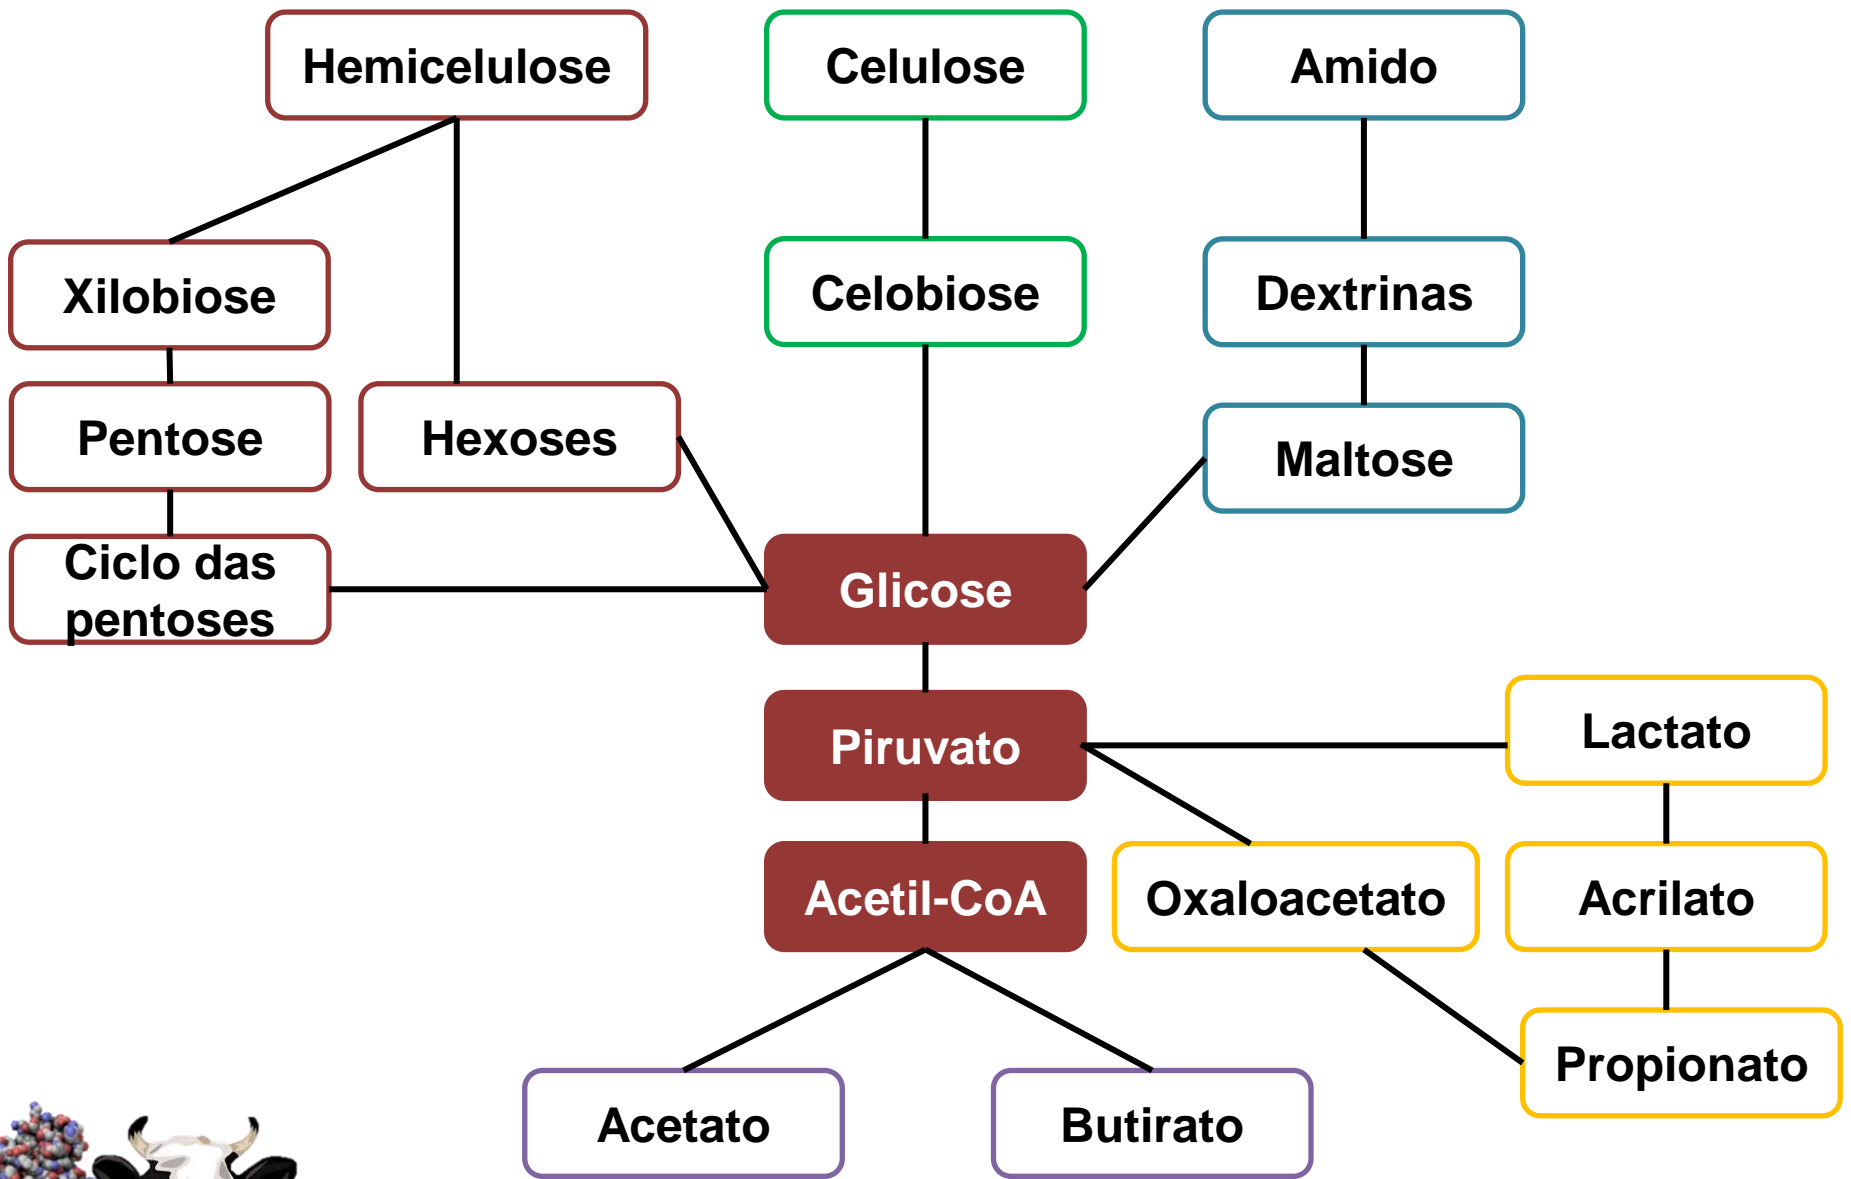 Hemicelulose
Celulose
Amido
Xilobiose
Celobiose
Dextrinas
Pentose
Hexoses
Maltose
Ciclo das
pentoses
Glicose
Piruvato
Lactato
Acetil-CoA
Oxaloacetato
Acrilato
Propionato
Acetato
Butirato